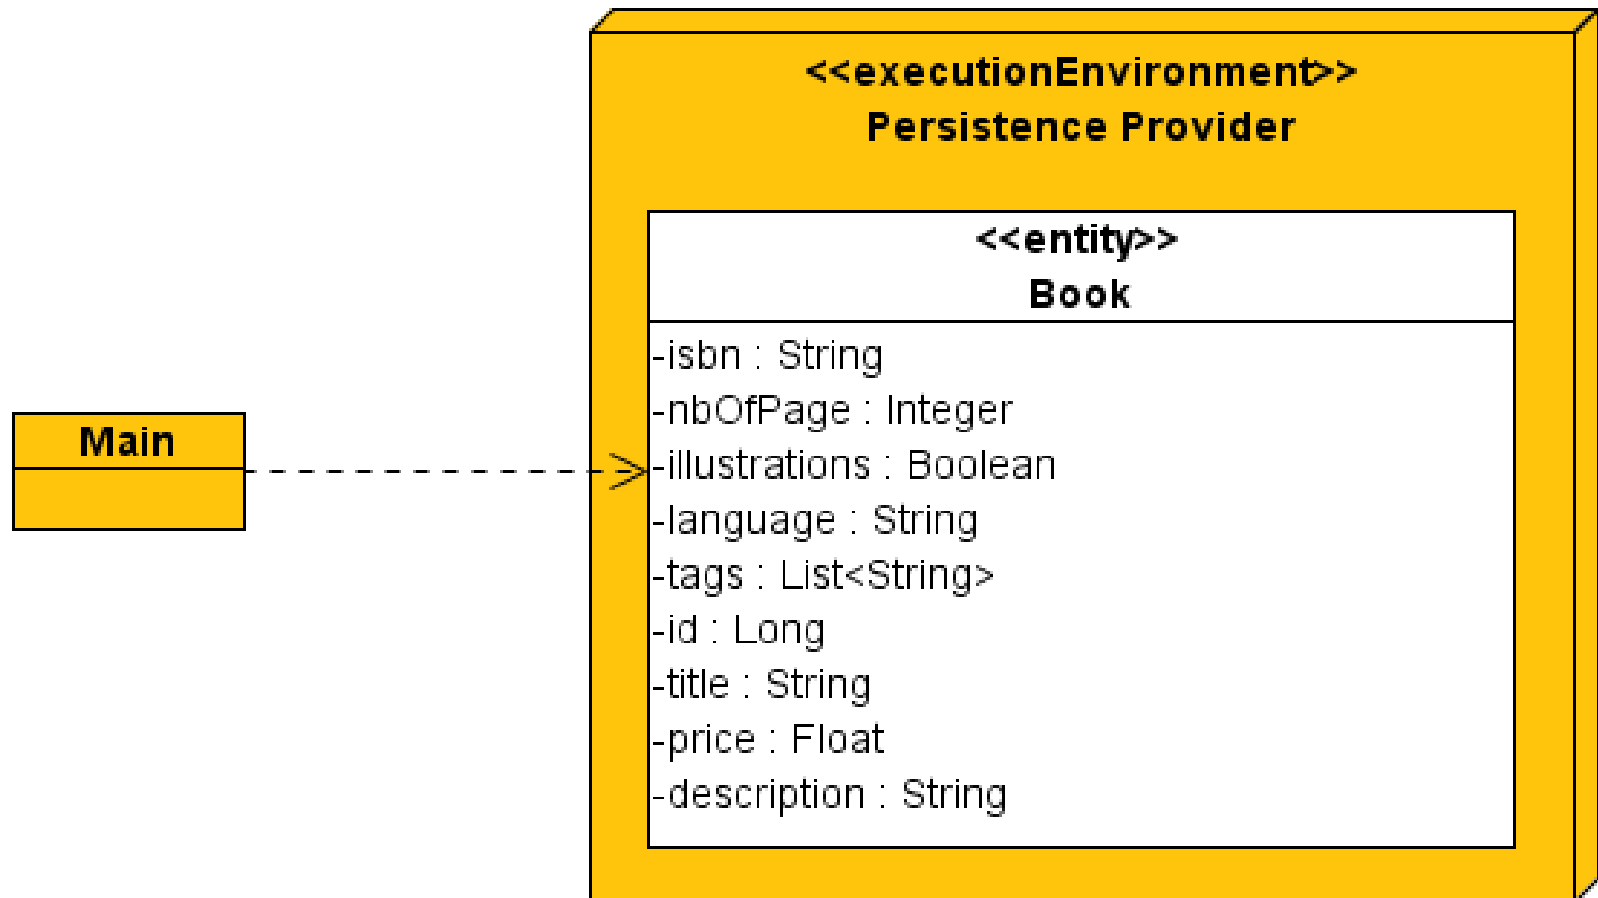 <<executionEnvironment>>
Persistence Provider
<<entity>>
Book
-isbn : String
-nbOfPage : Integer
Main
-illustrations : Boolean
-language : String
-tags : List<String>
-id : Long
-title : String
-price : Float
-description : String